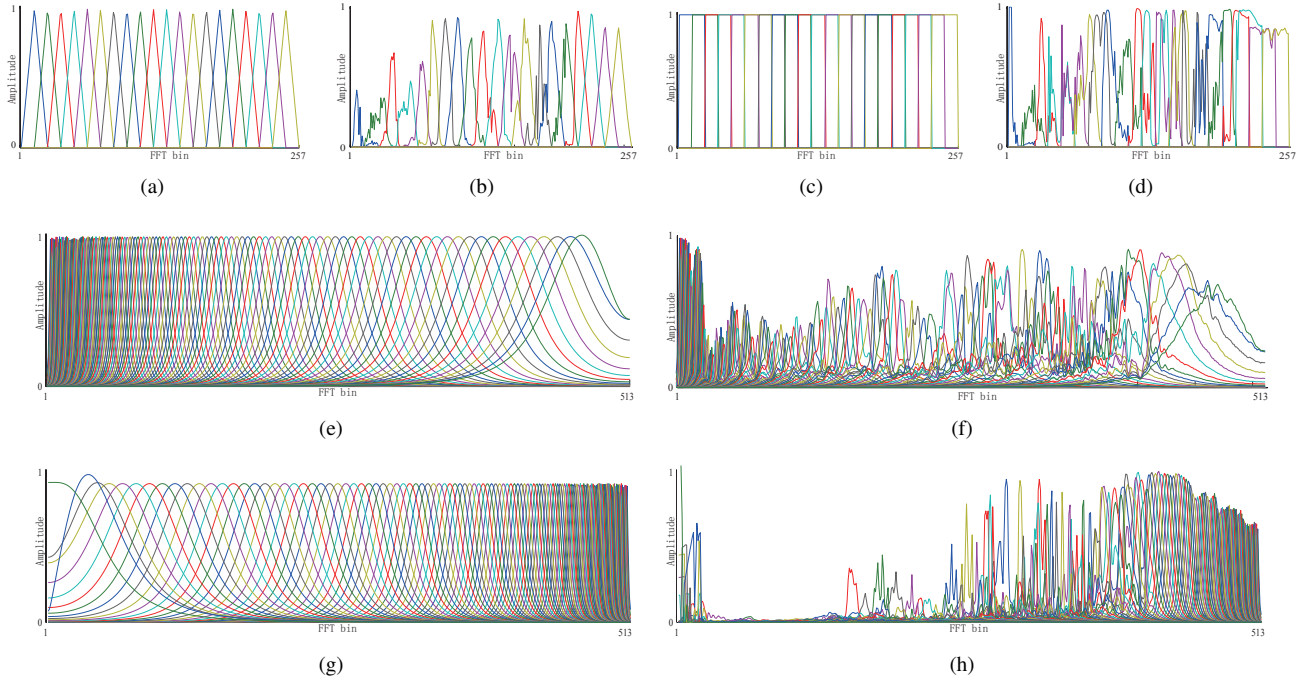 1
Amplitude
0
1
FFT bin
257
(a)
1
Amplitude
0
1
FFT bin
257
(b)
1
Amplitude
0
1
FFT bin
257
(c)
1
Amplitude
0
1
FFT bin
257
(d)
1
Amplitude
0
1
FFT bin
513
(e)
1
Amplitude
0
1
FFT bin
513
(f)
1
Amplitude
0
1
FFT bin
513
(g)
1
Amplitude
0
1
FFT bin
513
(h)